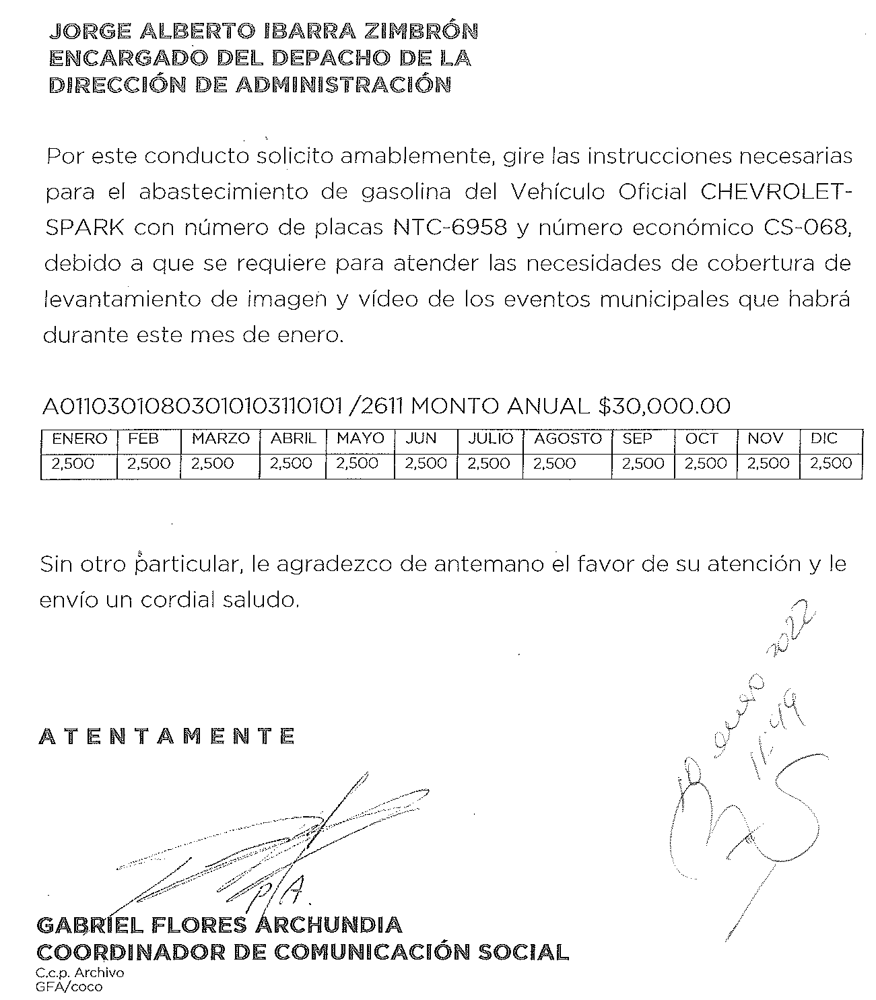 JORGE ALBERTO IBARRA ZIMBRÓN
ENCARGADO DEL DEPACHO DE LA
DIRECCIÓN DE ADMINISTRACIÓN
Por este conducto solicito amablemente, gire las instrucciones necesarias
para el abastecimiento de gasolina del Vehículo Oficial CHEVROLET-
SPARK con número de placas NTC-6958 y número económico CS-068,
debido a que se requiere para atender las necesidades de cobertura de
levantamiento de imagen y vídeo de los eventos municipales que habrá
durante este mes de enero.
A011030108030101103110101 /2611 MONTO ANUAL $30,000.00
ENERO FEB MARZO ABRIL MAYO JUN JULIO AGOSTO SEP OCT NOV DIC
2,500 2,500 2,500 2,500 2,500 2,500 2,500 2,500 2,500 2,500 2,500 2,500
Sin otro particular, le agradezco de antemano el favor de su atención y le
envío un cordial saludo.
10 enero 2022
11:49
ATENTAMENTE
P/A.
GABRIEL FLORES ARCHUNDIA
COORDINADOR DE COMUNICACIÓN SOCIAL
C.c.p. Archivo
GFA/coco